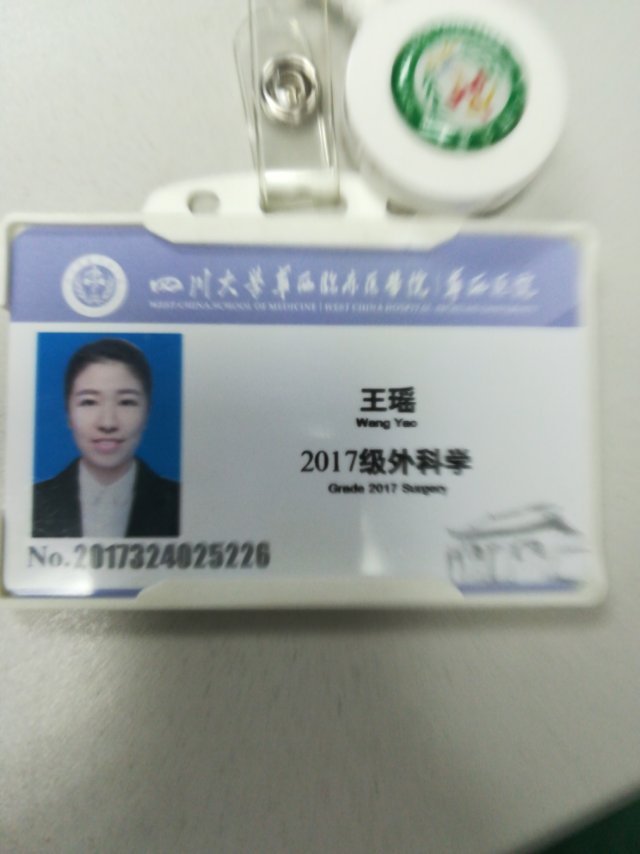 四川大学华西临床医学院|华西医院
WEST CHINA SCHOOL OF MEDICINE | WEST CHINA HOSPITAL
王瑶
Wang Yao
2017级外科学
Grade 2017 Surgery
No.2017324025226